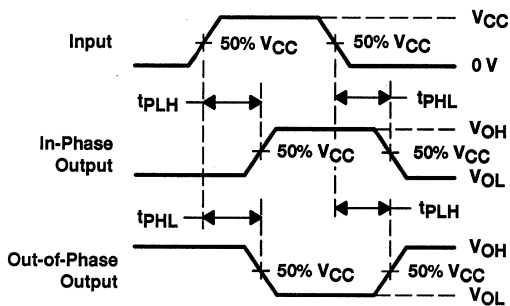 VCC
Input
50% VCC
50% VCC
0 V
tPLH
tPHL
VOH
In-Phase
Output
50% VCC
50% VCC
VOL
tPHL
tPLH
VOH
Out-of-Phase
Output
50% VCC
50% VCC
VOL